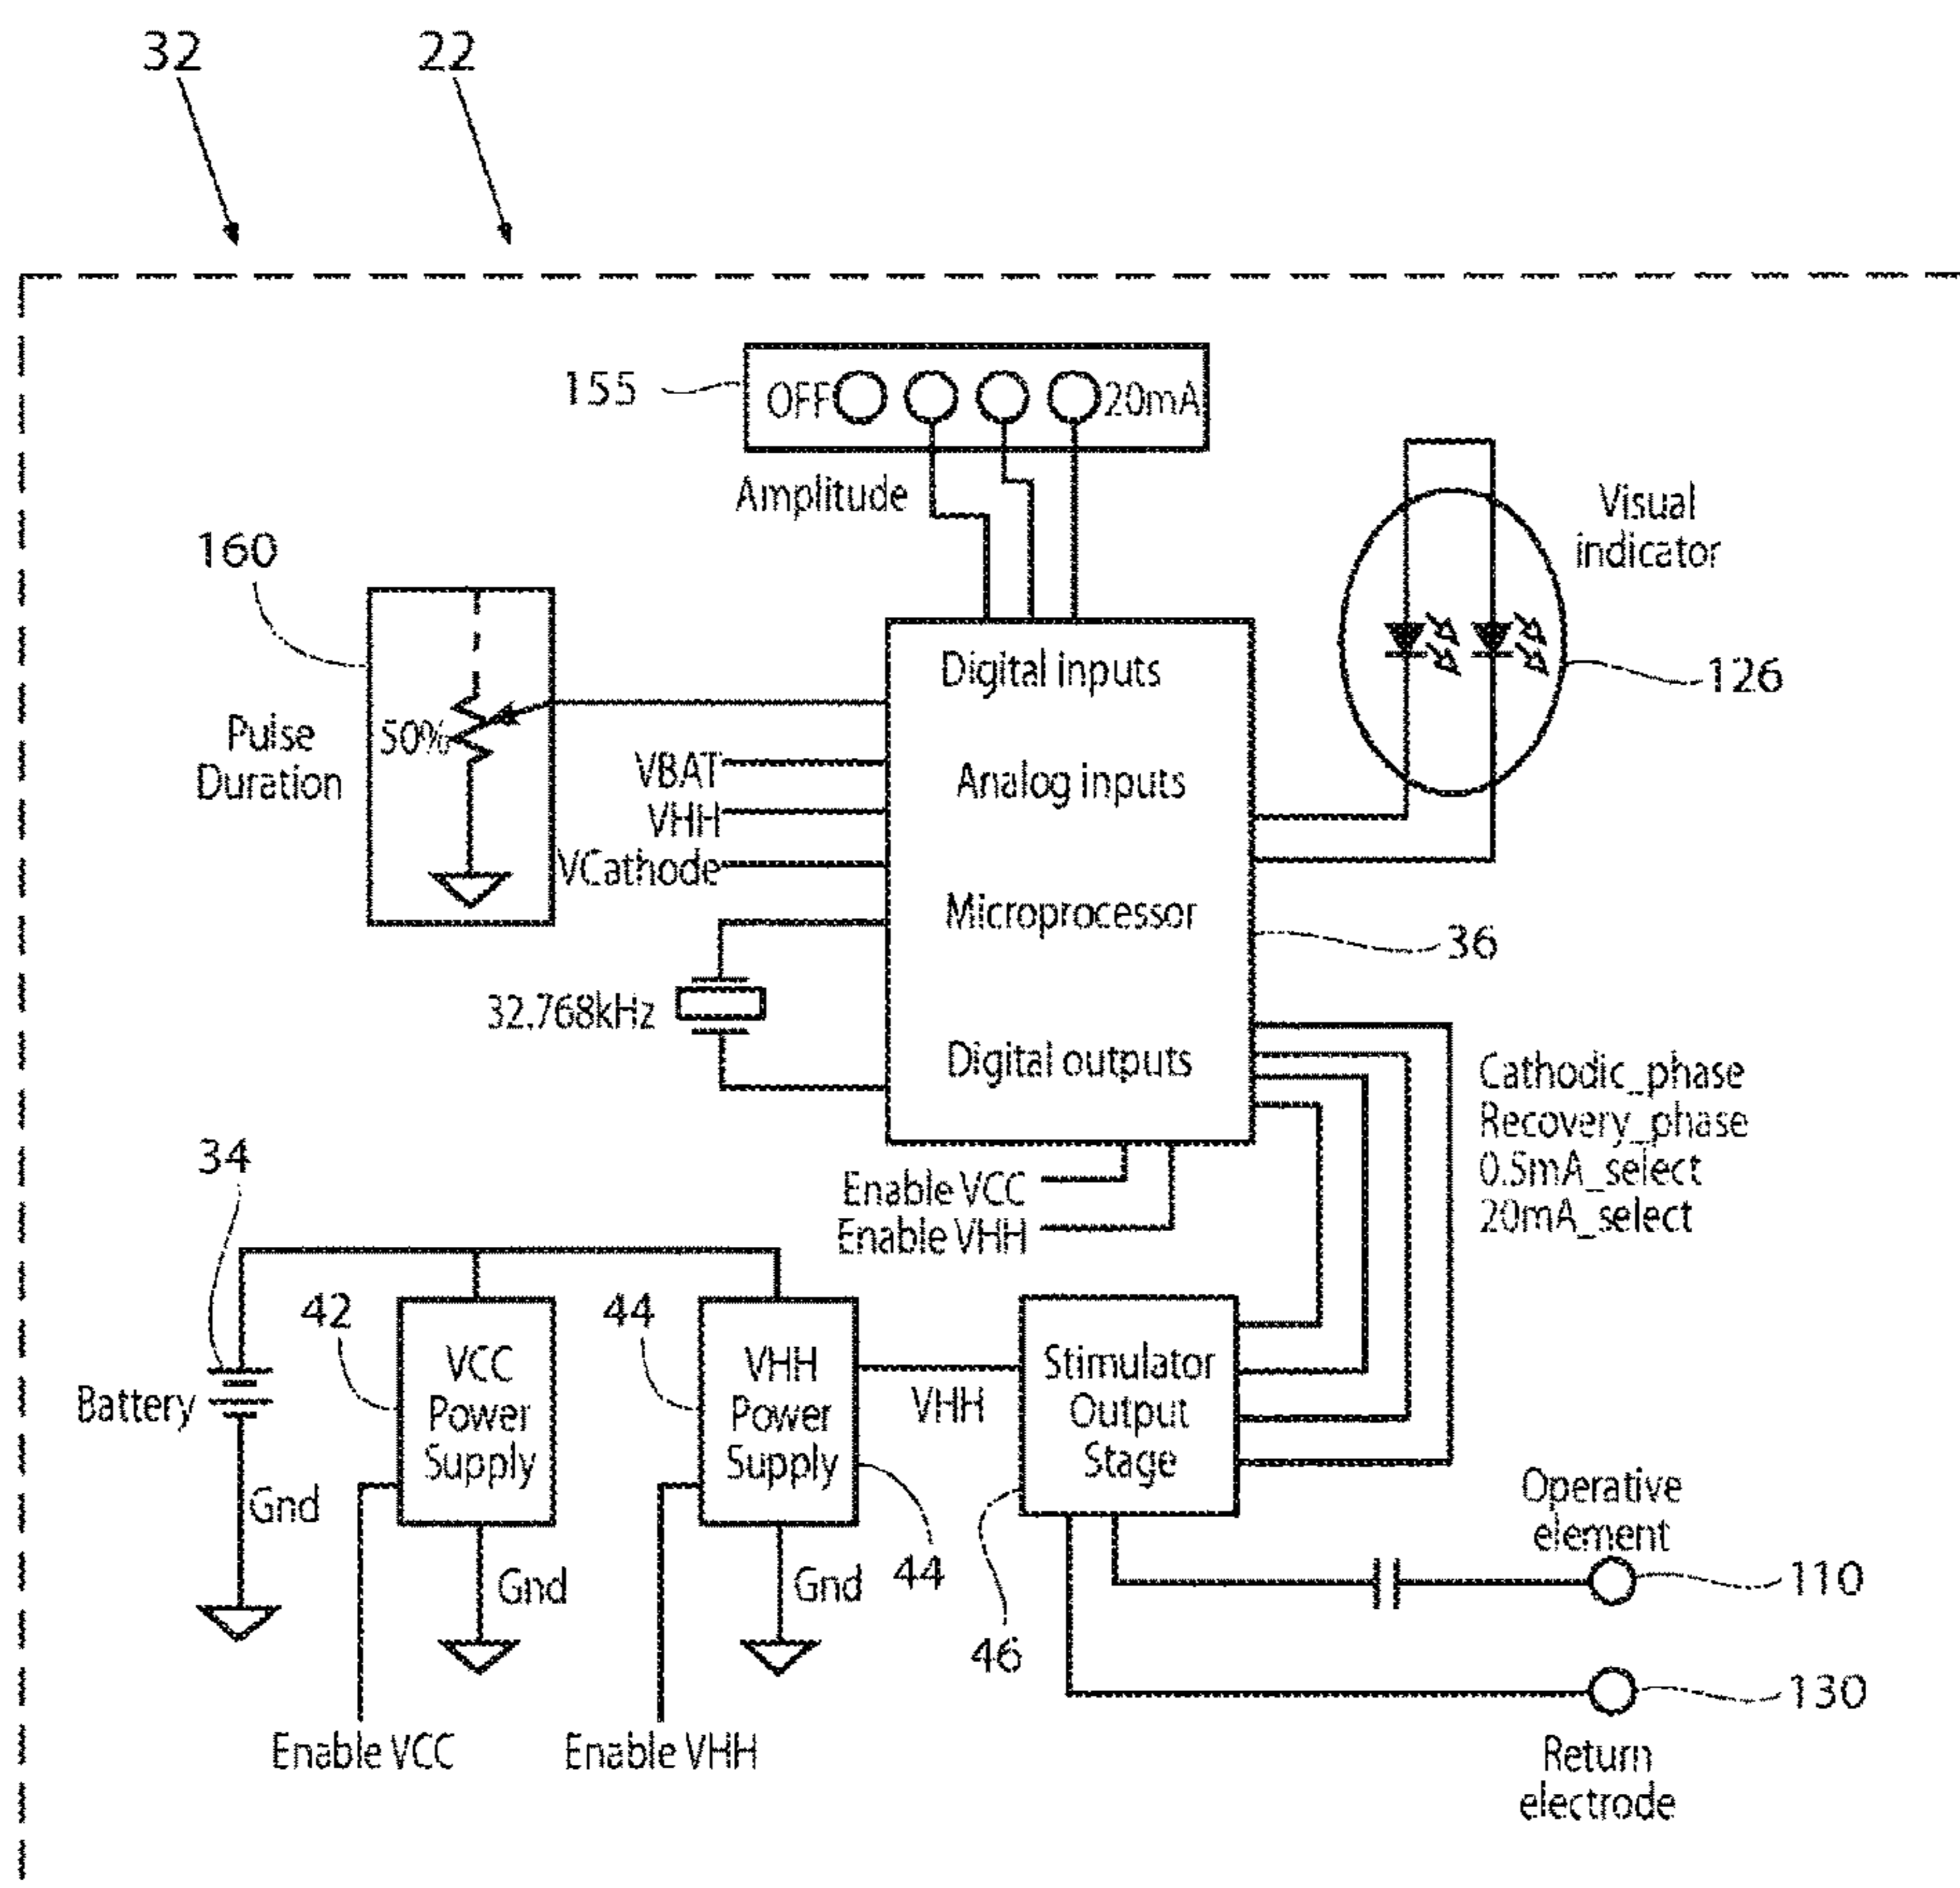 32
22
155
OFF
20mA
Amplitude
Visual
indicator
160
126
Pulse
Duration
50%
Digital inputs
VBAT
Analog inputs
VHH
VCathode
Microprocessor
36
32.768kHz
Digital outputs
Cathodic_phase
Recovery_phase
0.5mA_select
20mA_select
Enable VCC
Enable VHH
34
42
44
Battery
VCC
Power
Supply
VHH
Power
Supply
VHH
Stimulator
Output
Stage
Gnd
Gnd
Gnd
44
46
Operative
element
110
130
Enable VCC
Enable VHH
Return
electrode